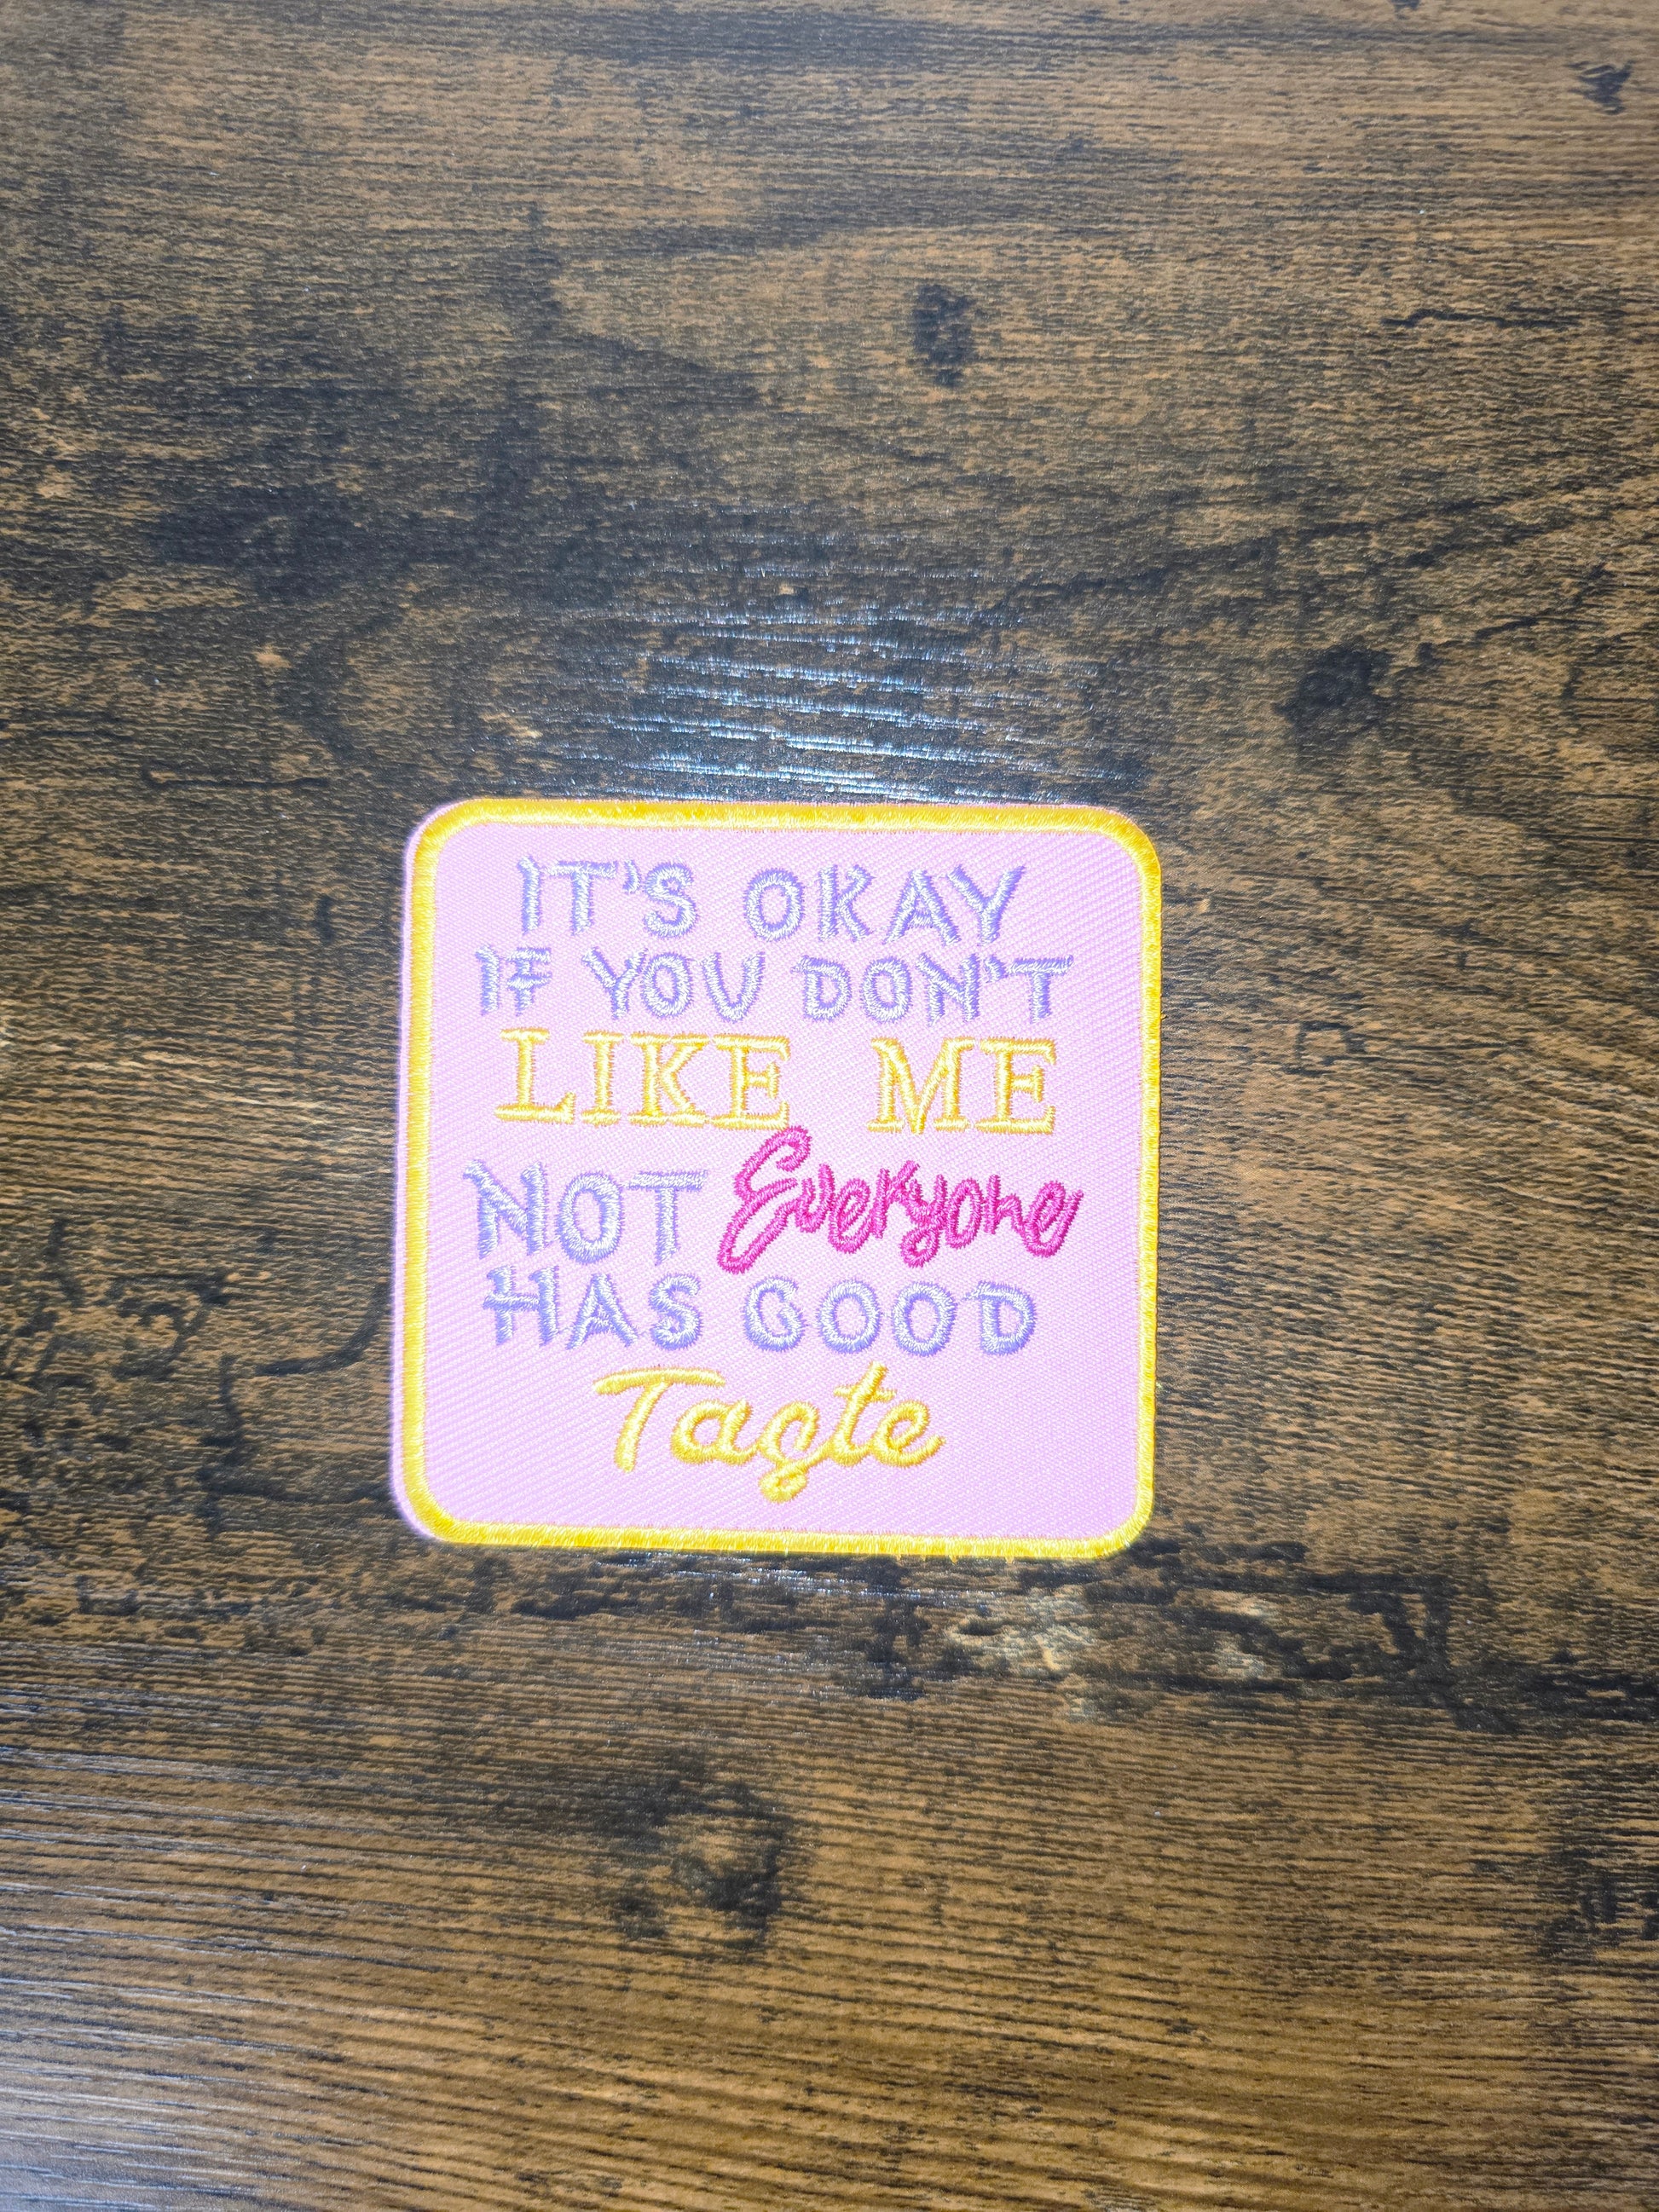 IT'S OKAY
IF YOU DON'T
LIKE ME
NOT Everyone
HAS GOOD
Taste